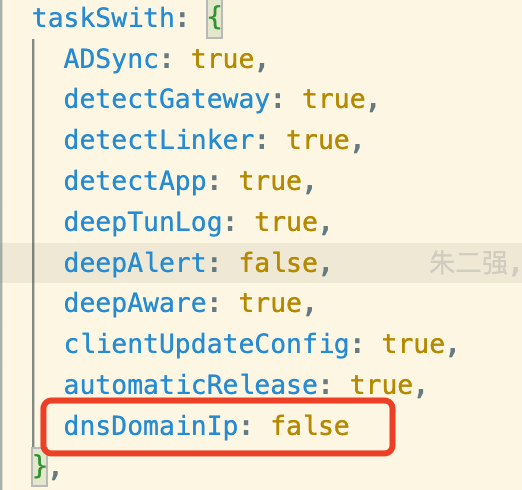 taskSwith: {
ADSync: true,
detectGateway: true,
detectLinker: true,
detectApp: true,
deepTunLog: true,
deepAlert: false, 朱二强,
deepAware: true,
clientUpdateConfig: true,
automaticRelease: true,
dnsDomainIp: false
},